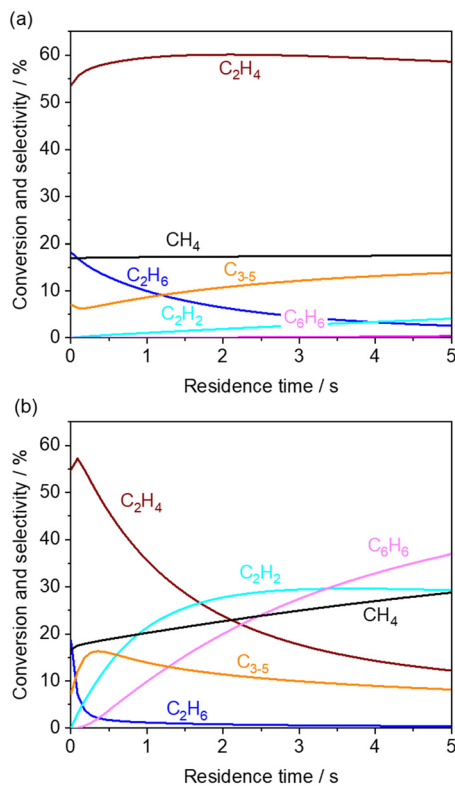 (a)
Conversion and selectivity / %
60
50
40
30
20
10
0
C₂H₄
CH₄
C₂H₆
C₃₋₅
C₂H₂
C₆H₆
0 1 2 3 4 5
Residence time / s
(b)
Conversion and selectivity / %
60
50
40
30
20
10
0
C₂H₄
C₆H₆
C₂H₂
CH₄
C₃₋₅
C₂H₆
0 1 2 3 4 5
Residence time / s